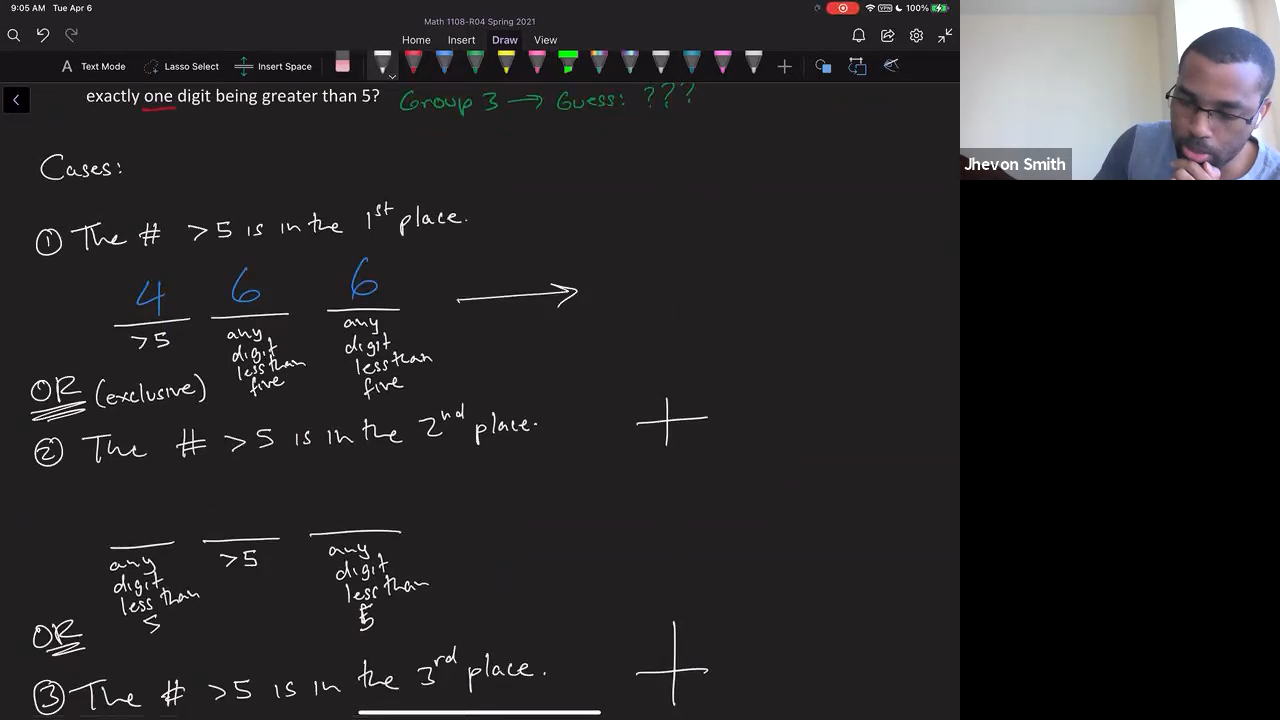 9:05 AM Tue Apr 6
100%
Math 1108-R04 Spring 2021
Home Insert Draw View
Text Mode Lasso Select Insert Space
exactly one digit being greater than 5? Group 3 → Guess: ???
Jhevon Smith
Cases:
① The # >5 is in the 1st place.
4 6 6 →
>5 any digit less than five any digit less than five
OR (exclusive)
② The # >5 is in the 2nd place. +
any digit less than 5 >5 any digit less than 5
OR
③ The # >5 is in the 3rd place. +